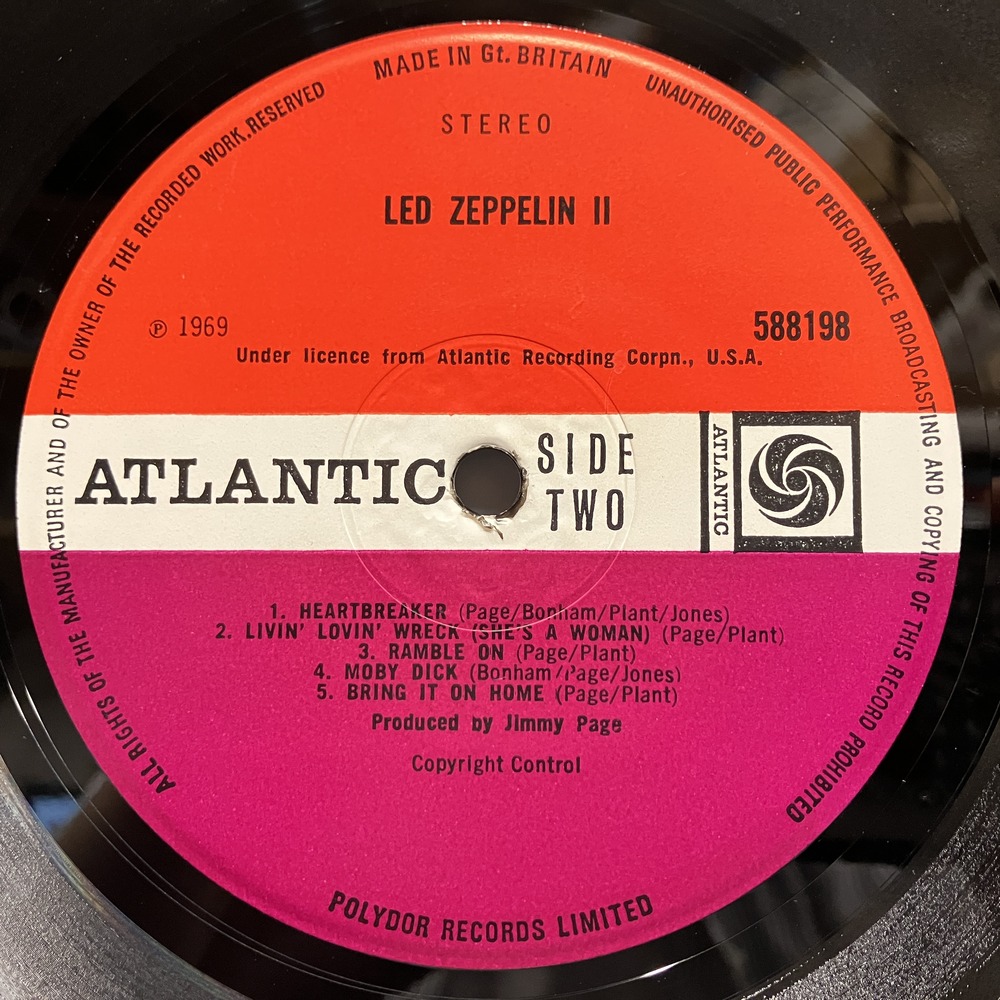 MADE IN Gt. BRITAIN
UNAUTHORISED PUBLIC PERFORMANCE BROADCASTING AND COPYING OF THIS RECORD PROHIBITED
ALL RIGHTS OF THE MANUFACTURER AND OF THE OWNER OF THE RECORDED WORK RESERVED
STEREO
LED ZEPPELIN II
℗ 1969
588198
Under licence from Atlantic Recording Corpn., U.S.A.
ATLANTIC
SIDE
TWO
ATLANTIC
1. HEARTBREAKER (Page/Bonham/Plant/Jones)
2. LIVIN' LOVIN' WRECK (SHE'S A WOMAN) (Page/Plant)
3. RAMBLE ON (Page/Plant)
4. MOBY DICK (Bonham/Page/Jones)
5. BRING IT ON HOME (Page/Plant)
Produced by Jimmy Page
Copyright Control
POLYDOR RECORDS LIMITED